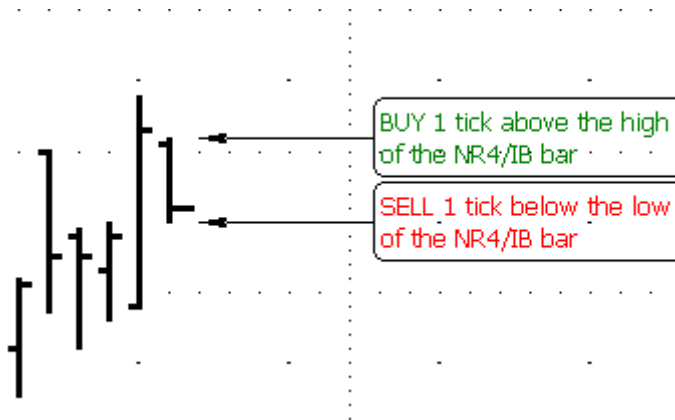 BUY 1 tick above the high
of the NR4/IB bar
SELL 1 tick below the low
of the NR4/IB bar